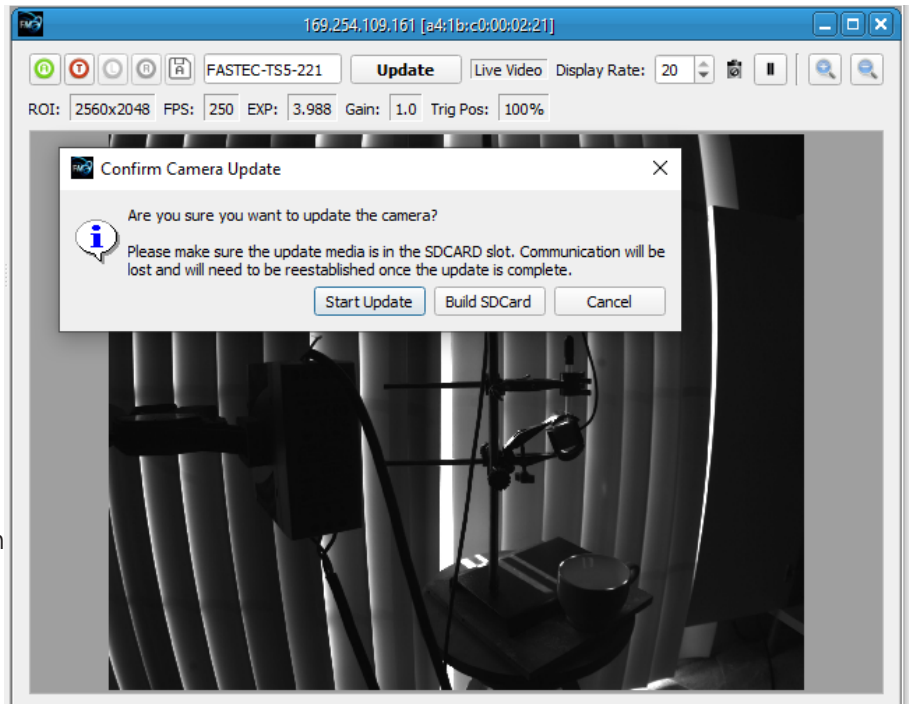 169.254.109.161 [a4:1b:c0:00:02:21]
FASTEC-TS5-221 Update Live Video Display Rate: 20
ROI: 2560x2048 FPS: 250 EXP: 3.988 Gain: 1.0 Trig Pos: 100%
Confirm Camera Update
Are you sure you want to update the camera?
Please make sure the update media is in the SDCARD slot. Communication will be
lost and will need to be reestablished once the update is complete.
Start Update Build SDCard Cancel